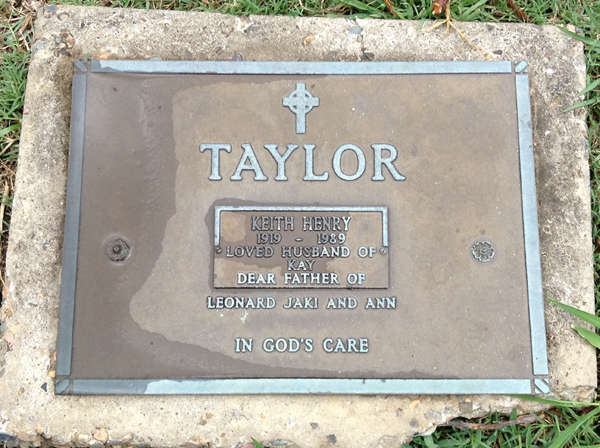 TAYLOR
KEITH HENRY
1919 - 1989
"LOVED HUSBAND OF"
KAY
DEAR FATHER OF
LEONARD JAKI AND ANN
IN GOD'S CARE